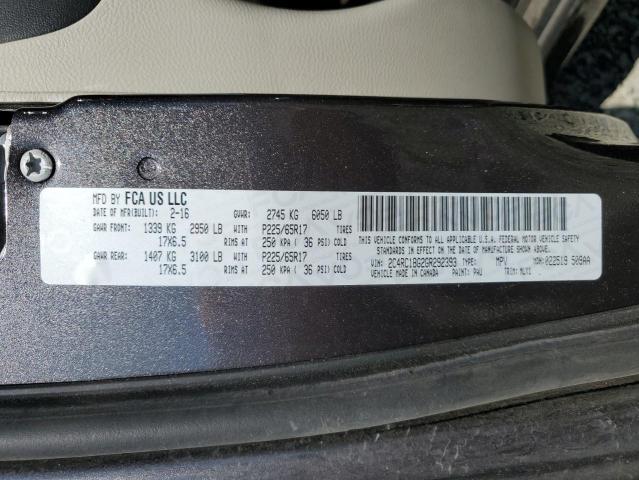 MFD BY FCA US LLC
DATE OF MFR(BUILT): 2-16 GVWR: 2745 KG 6050 LB
GAWR FRONT: 1339 KG 2950 LB WITH P225/65R17 TIRES
17X6.5 RIMS AT 250 KPA ( 36 PSI) COLD
GAWR REAR: 1407 KG 3100 LB WITH P225/65R17 TIRES
17X6.5 RIMS AT 250 KPA ( 36 PSI) COLD
THIS VEHICLE CONFORMS TO ALL APPLICABLE U.S.A. FEDERAL MOTOR VEHICLE SAFETY
STANDARDS IN EFFECT ON THE DATE OF MANUFACTURE SHOWN ABOVE.
VIN: 2C4RC1BG2GR292393 TYPE: MPV MDH: 022519 509AA
VEHICLE MADE IN CANADA PAINT: PAU TRIM: MLX1